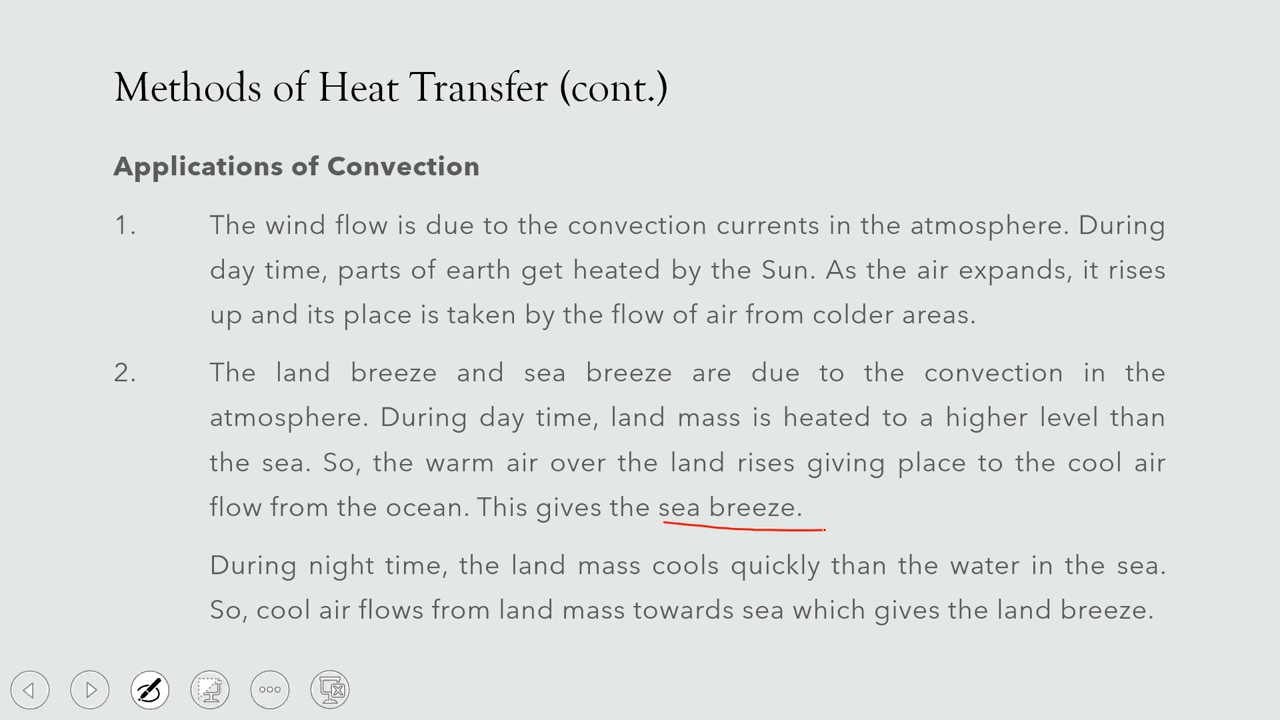 Methods of Heat Transfer (cont.)
Applications of Convection
1. The wind flow is due to the convection currents in the atmosphere. During
day time, parts of earth get heated by the Sun. As the air expands, it rises
up and its place is taken by the flow of air from colder areas.
2. The land breeze and sea breeze are due to the convection in the
atmosphere. During day time, land mass is heated to a higher level than
the sea. So, the warm air over the land rises giving place to the cool air
flow from the ocean. This gives the sea breeze.
During night time, the land mass cools quickly than the water in the sea.
So, cool air flows from land mass towards sea which gives the land breeze.